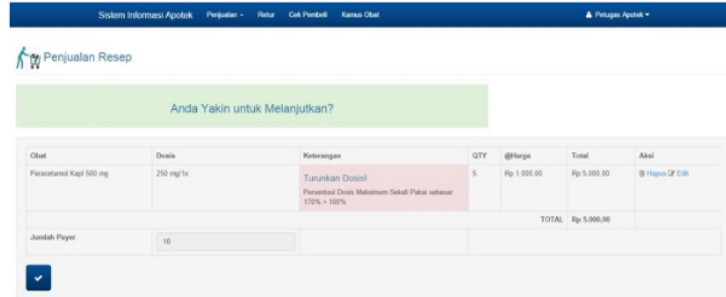 Sistem Informasi Apotek Penjualan Retur Cek Pembeli Kamus Obat Petugas Apotek
Penjualan Resep
Anda Yakin untuk Melanjutkan?
Obat Dosis Keterangan QTY @Harga Total Aksi
Paracetamol Kapl 500 mg 250 mg/1x Turunkan Dosis! 5 Rp 1.000,00 Rp 5.000,00 Hapus Edit
Persentasi Dosis Maksimum Sekali Pakai sebesar
170% > 100%
TOTAL Rp 5.000,00
Jumlah Puyer 10